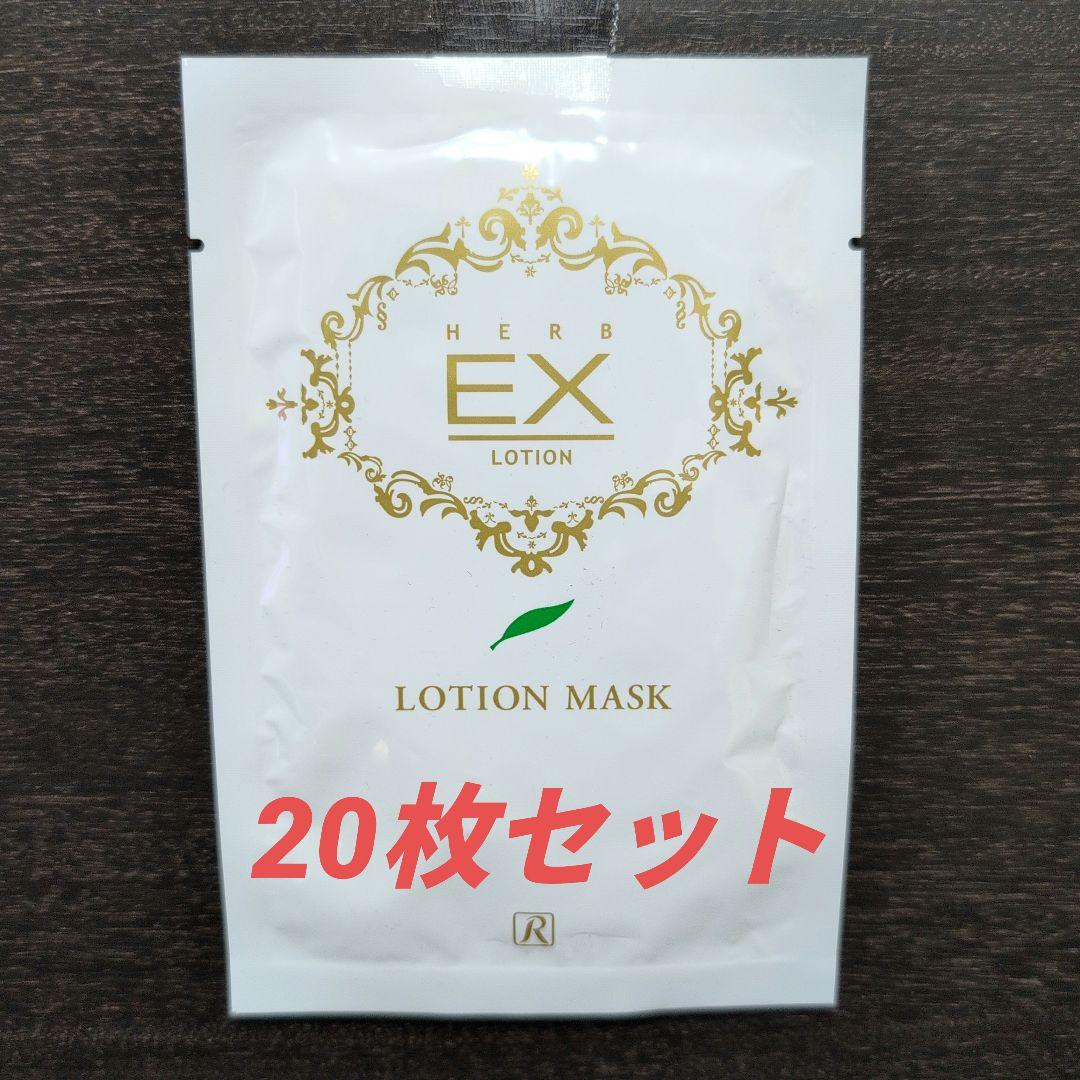 HERB
EX
LOTION
LOTION MASK
20枚セット
R